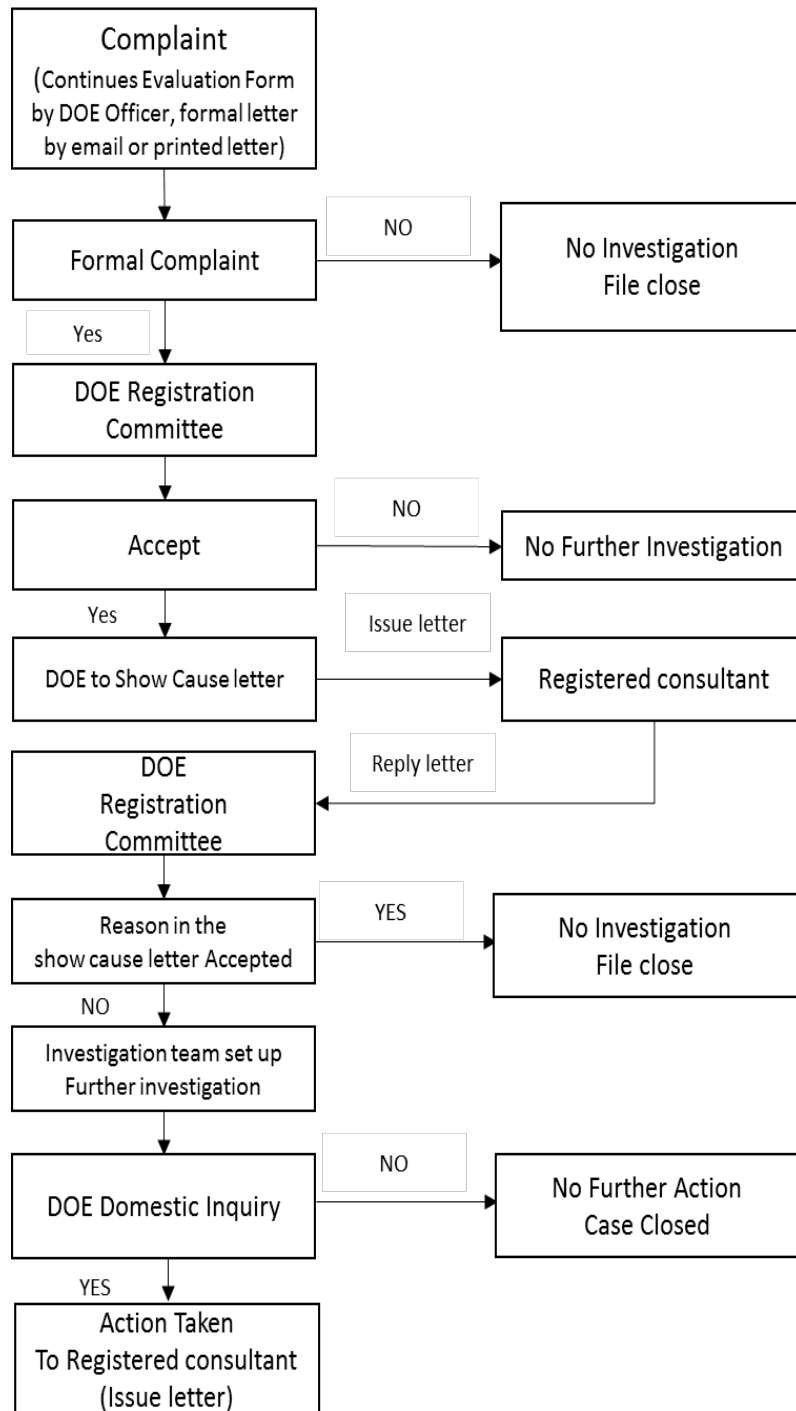 Complaint
(Continues Evaluation Form
by DOE Officer, formal letter
by email or printed letter)
NO
Formal Complaint
No Investigation
File close
Yes
DOE Registration
Committee
NO
Accept
No Further Investigation
Yes
Issue letter
DOE to Show Cause letter
Registered consultant
Reply letter
DOE
Registration
Committee
YES
Reason in the
show cause letter Accepted
No Investigation
File close
NO
Investigation team set up
Further investigation
NO
DOE Domestic Inquiry
No Further Action
Case Closed
YES
Action Taken
To Registered consultant
(Issue letter)